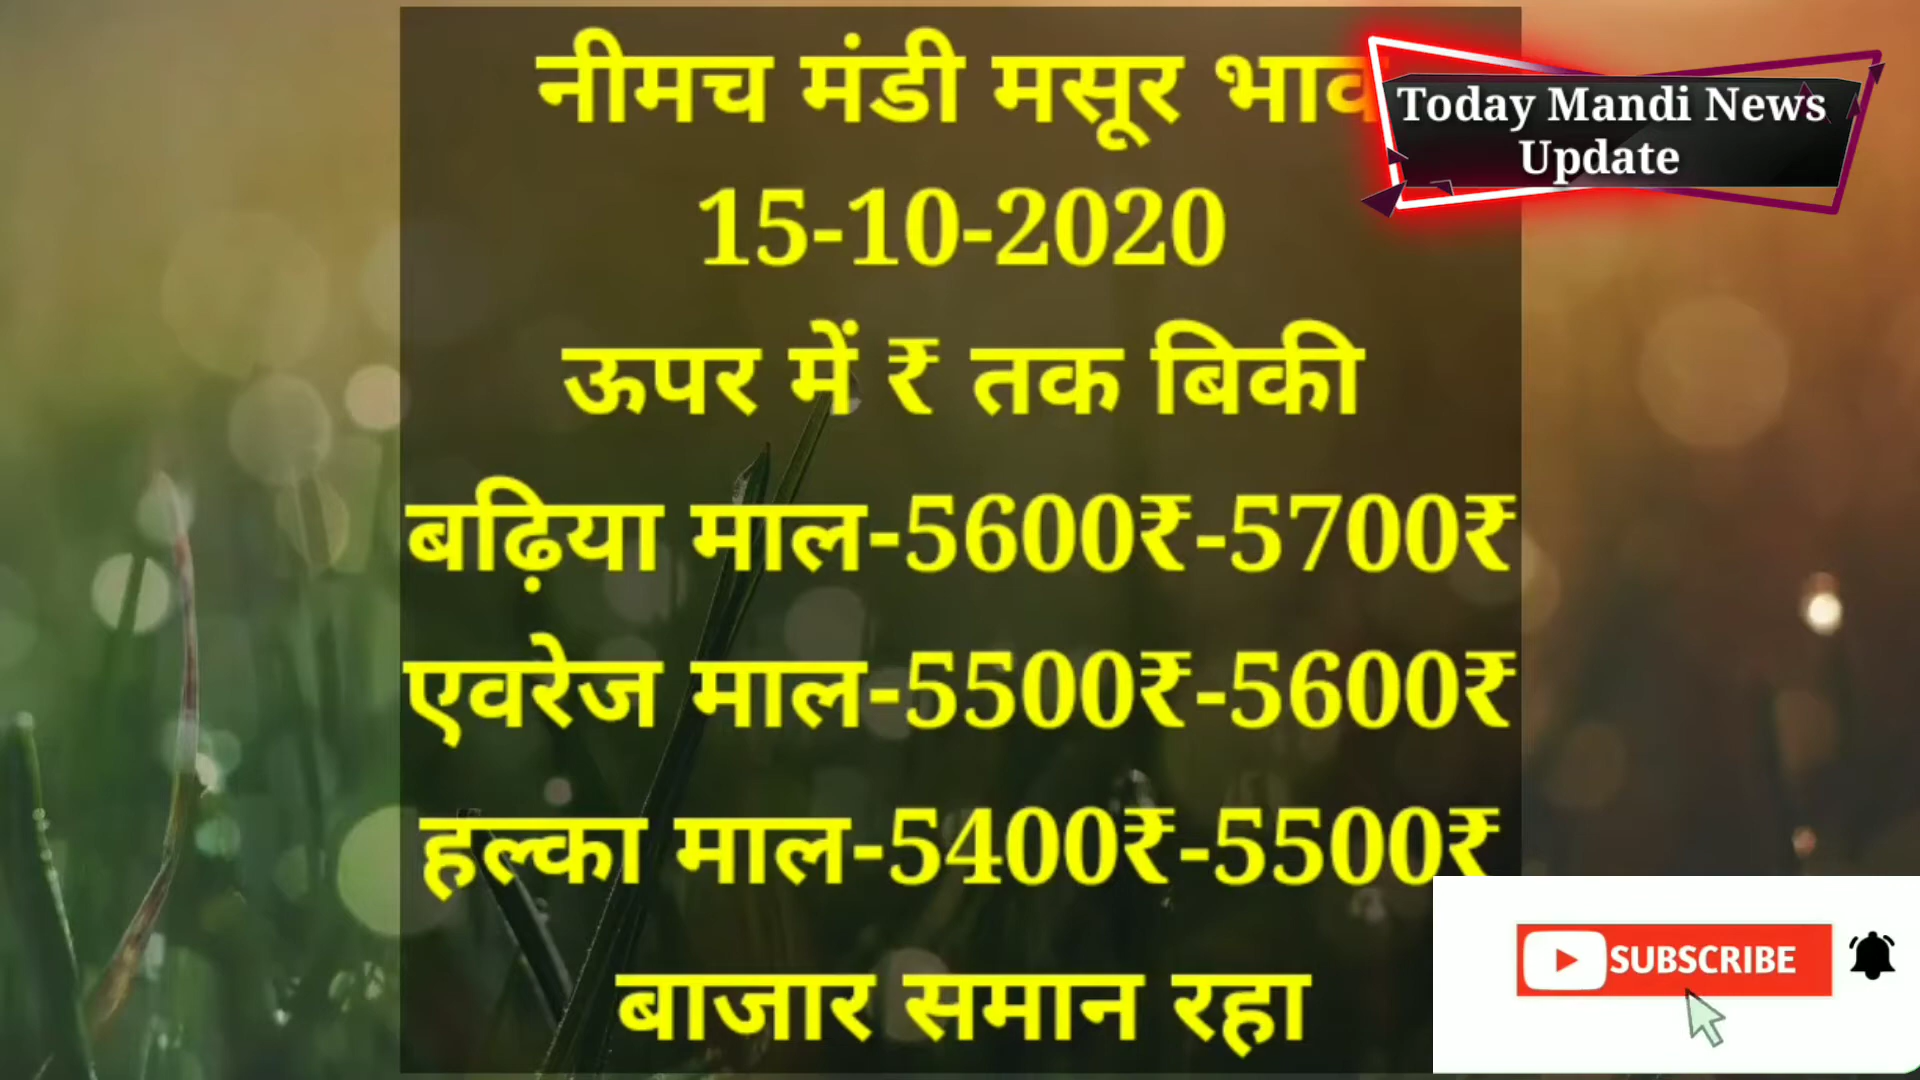 नीमच मंडी मसूर भाव
15-10-2020
ऊपर में ₹ तक बिकी
बढ़िया माल-5600₹-5700₹
एवरेज माल-5500₹-5600₹
हल्का माल-5400₹-5500₹
बाजार समान रहा
Today Mandi News
Update
SUBSCRIBE